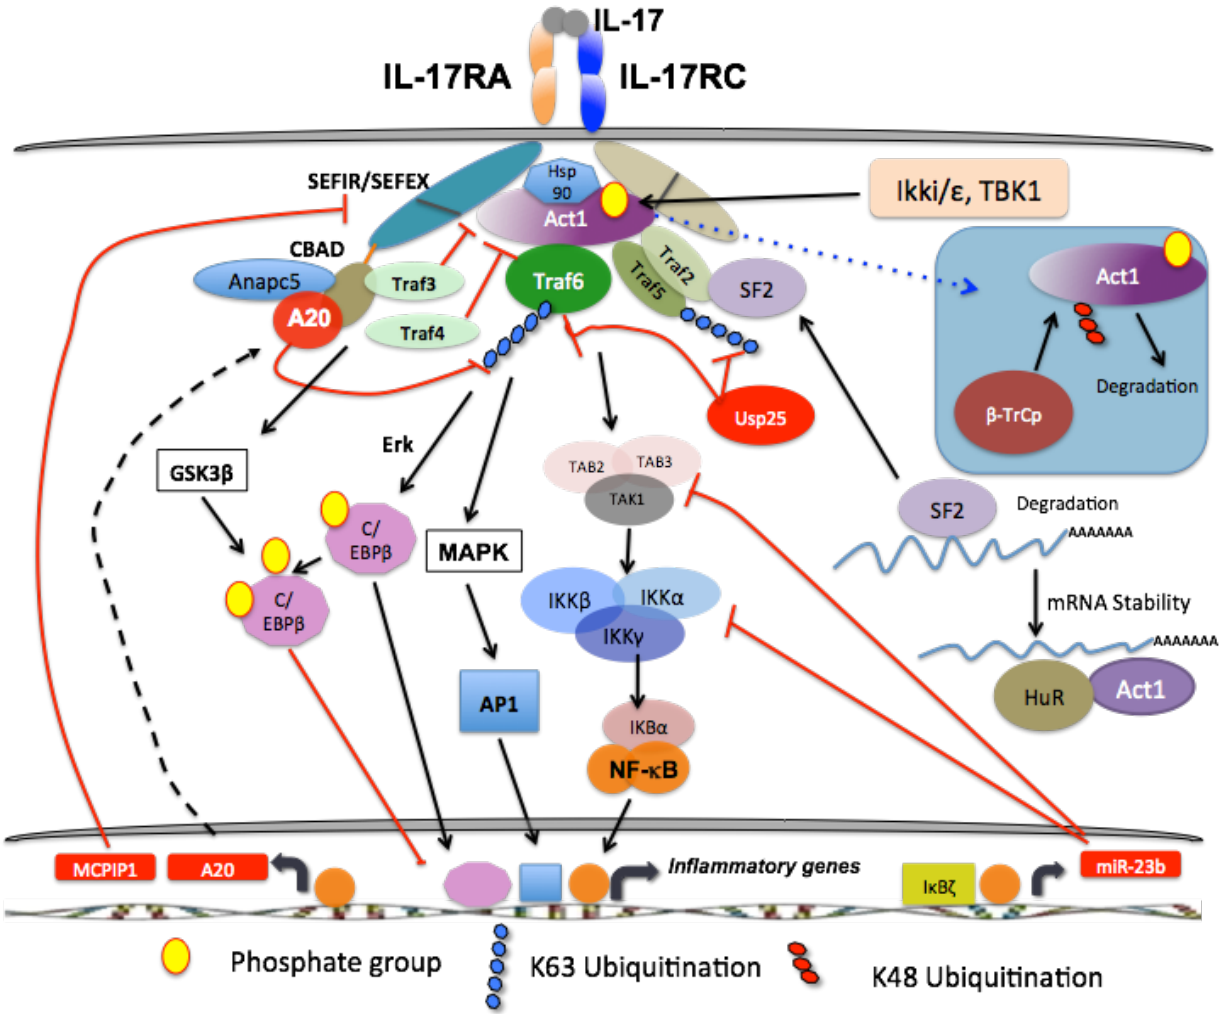 IL-17
IL-17RA
IL-17RC
SEFIR/SEFEX
Hsp
90
Act1
Ikki/ε, TBK1
CBAD
Anapc5
A20
Traf3
Traf4
Traf6
Traf5
Traf2
SF2
Act1
β-TrCp
Degradation
Usp25
Erk
GSK3β
C/
EBPβ
C/
EBPβ
MAPK
AP1
TAB2
TAB3
TAK1
IKKβ
IKKα
IKKγ
IKBα
NF-κB
SF2
Degradation
AAAAAAA
mRNA Stability
AAAAAAA
HuR
Act1
MCPIP1
A20
Inflammatory genes
IκBζ
miR-23b
Phosphate group
K63 Ubiquitination
K48 Ubiquitination